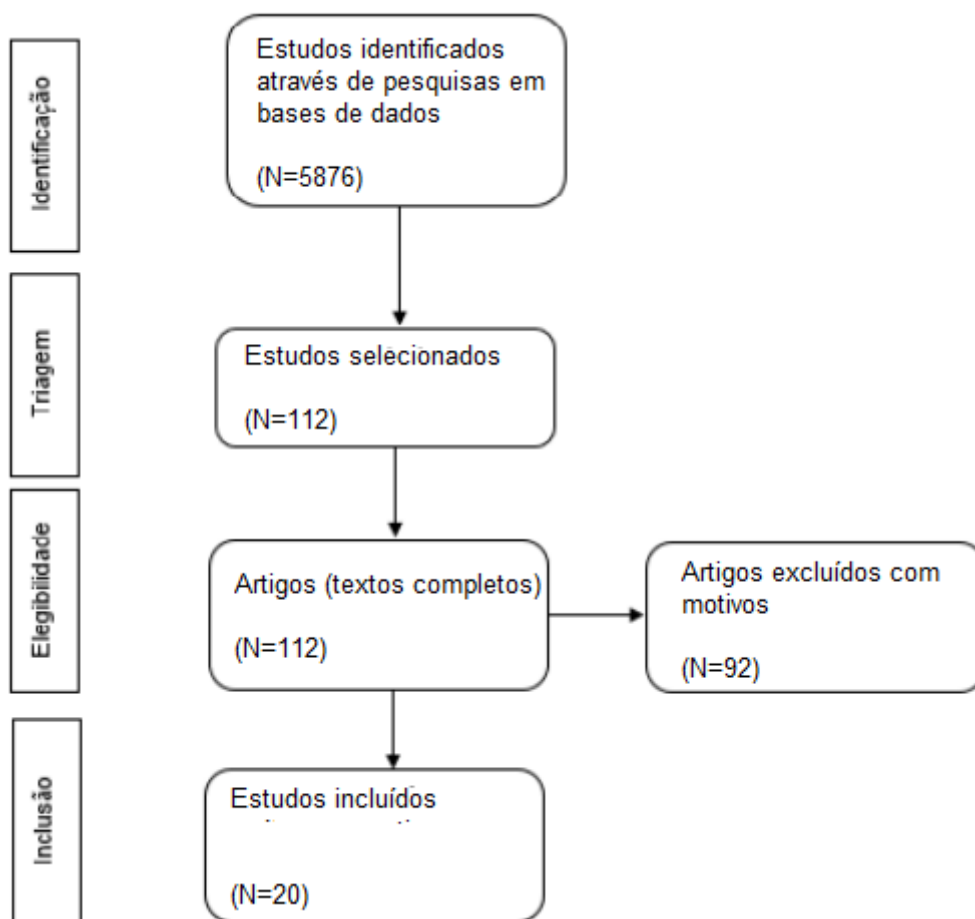 Identificação
Estudos identificados
através de pesquisas em
bases de dados
(N=5876)
Triagem
Estudos selecionados
(N=112)
Elegibilidade
Artigos (textos completos)
(N=112)
Artigos excluídos com
motivos
(N=92)
Inclusão
Estudos incluídos
(N=20)